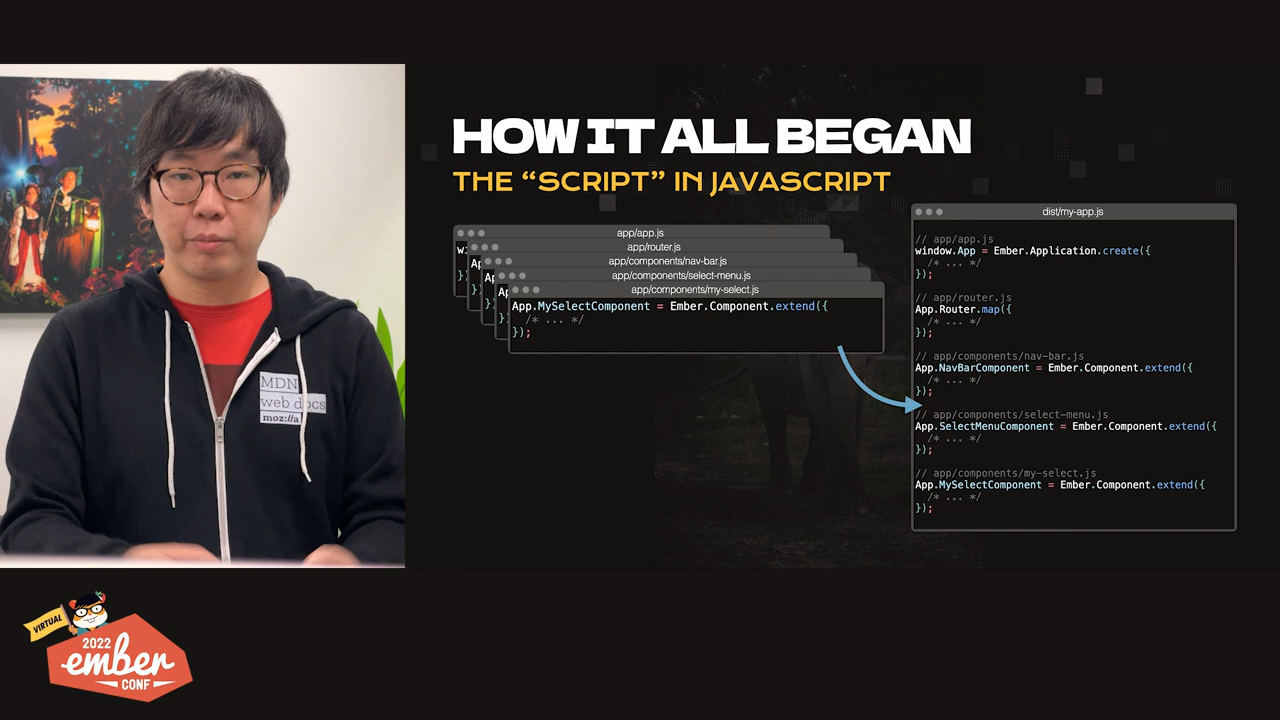 HOW IT ALL BEGAN
THE “SCRIPT” IN JAVASCRIPT
app/app.js
app/router.js
app/components/nav-bar.js
app/components/select-menu.js
app/components/my-select.js
App.MySelectComponent = Ember.Component.extend({
/* ... */
});
dist/my-app.js
// app/app.js
window.App = Ember.Application.create({
/* ... */
});
// app/router.js
App.Router.map({
/* ... */
});
// app/components/nav-bar.js
App.NavBarComponent = Ember.Component.extend({
/* ... */
});
// app/components/select-menu.js
App.SelectMenuComponent = Ember.Component.extend({
/* ... */
});
// app/components/my-select.js
App.MySelectComponent = Ember.Component.extend({
/* ... */
});
MDN
web docs
moz://a
VIRTUAL
2022
ember
CONF